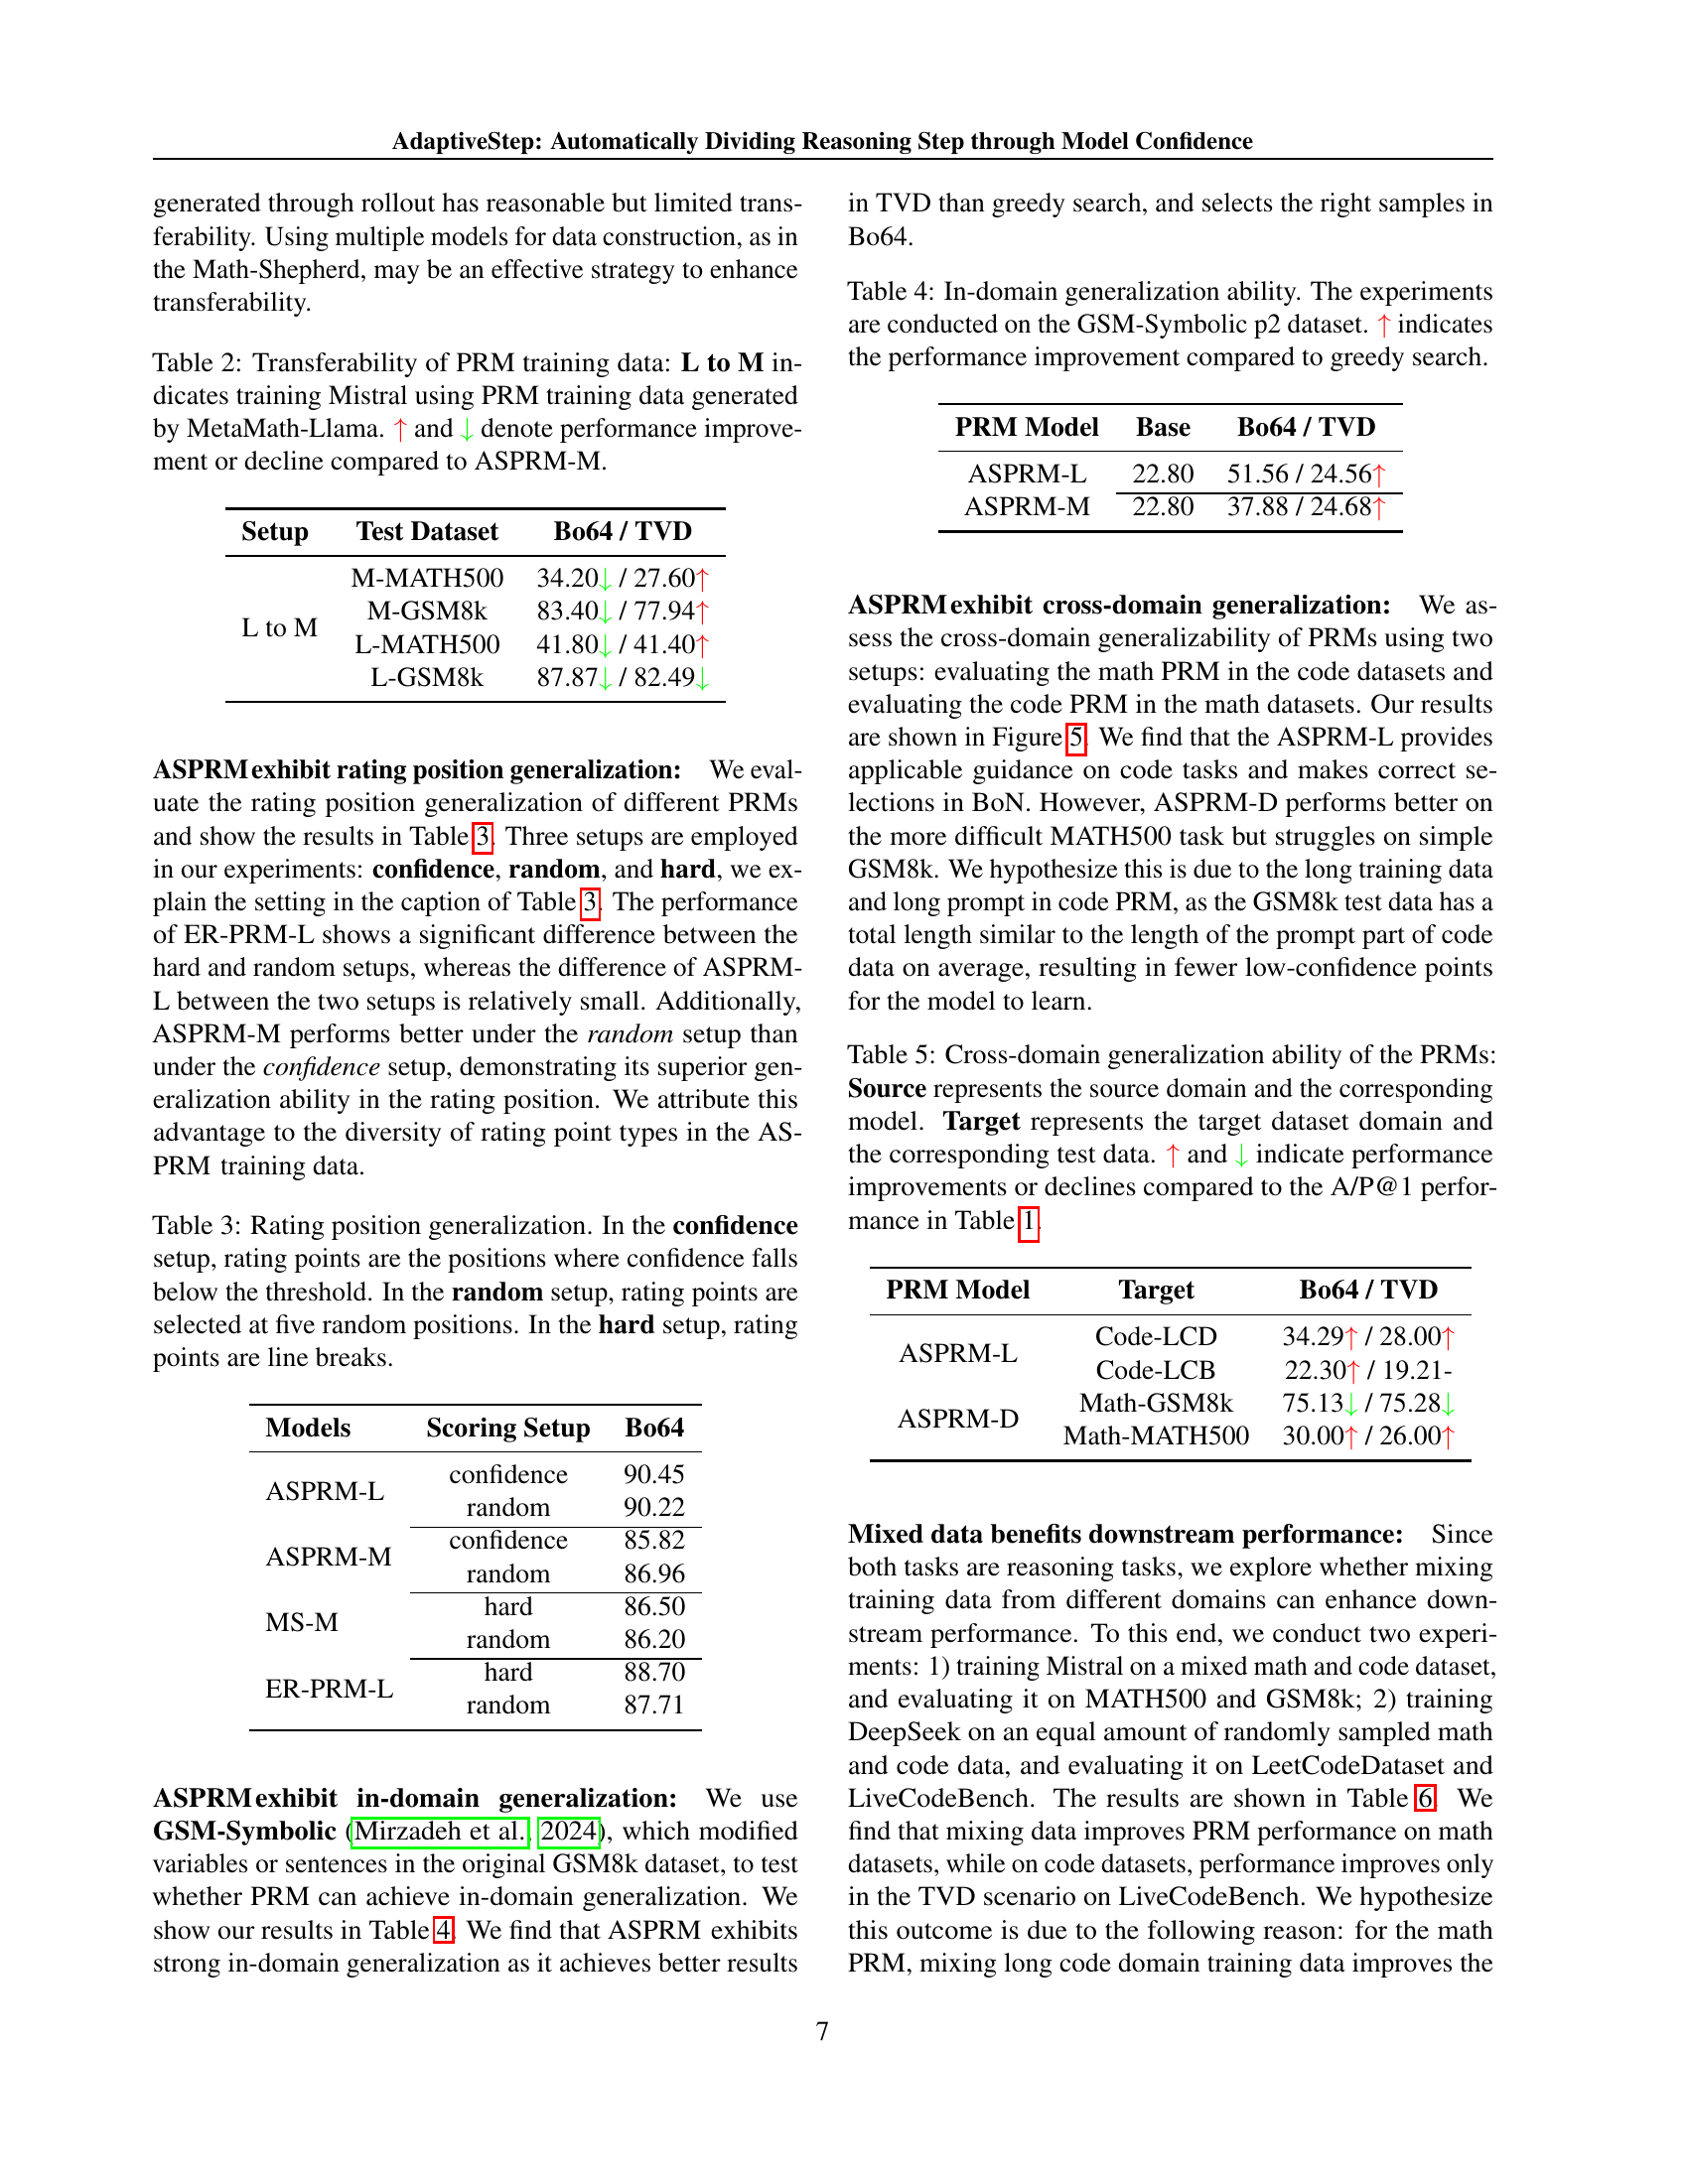 AdaptiveStep: Automatically Dividing Reasoning Step through Model Confidence
generated through rollout has reasonable but limited trans-
ferability. Using multiple models for data construction, as in
the Math-Shepherd, may be an effective strategy to enhance
transferability.
Table 2: Transferability of PRM training data: L to M in-
dicates training Mistral using PRM training data generated
by MetaMath-Llama. ↑ and ↓ denote performance improve-
ment or decline compared to ASPRM-M.
Setup Test Dataset Bo64 / TVD
L to M
M-MATH500 34.20↓ / 27.60↑
M-GSM8k 83.40↓ / 77.94↑
L-MATH500 41.80↓ / 41.40↑
L-GSM8k 87.87↓ / 82.49↓
ASPRM exhibit rating position generalization: We eval-
uate the rating position generalization of different PRMs
and show the results in Table 3. Three setups are employed
in our experiments: confidence, random, and hard, we ex-
plain the setting in the caption of Table 3. The performance
of ER-PRM-L shows a significant difference between the
hard and random setups, whereas the difference of ASPRM-
L between the two setups is relatively small. Additionally,
ASPRM-M performs better under the random setup than
under the confidence setup, demonstrating its superior gen-
eralization ability in the rating position. We attribute this
advantage to the diversity of rating point types in the AS-
PRM training data.
Table 3: Rating position generalization. In the confidence
setup, rating points are the positions where confidence falls
below the threshold. In the random setup, rating points are
selected at five random positions. In the hard setup, rating
points are line breaks.
Models Scoring Setup Bo64
ASPRM-L
confidence 90.45
random 90.22
ASPRM-M
confidence 85.82
random 86.96
MS-M
hard 86.50
random 86.20
ER-PRM-L
hard 88.70
random 87.71
ASPRM exhibit in-domain generalization: We use
GSM-Symbolic (Mirzadeh et al., 2024), which modified
variables or sentences in the original GSM8k dataset, to test
whether PRM can achieve in-domain generalization. We
show our results in Table 4. We find that ASPRM exhibits
strong in-domain generalization as it achieves better results
in TVD than greedy search, and selects the right samples in
Bo64.
Table 4: In-domain generalization ability. The experiments
are conducted on the GSM-Symbolic p2 dataset. ↑ indicates
the performance improvement compared to greedy search.
PRM Model Base Bo64 / TVD
ASPRM-L 22.80 51.56 / 24.56↑
ASPRM-M 22.80 37.88 / 24.68↑
ASPRM exhibit cross-domain generalization: We as-
sess the cross-domain generalizability of PRMs using two
setups: evaluating the math PRM in the code datasets and
evaluating the code PRM in the math datasets. Our results
are shown in Figure 5. We find that the ASPRM-L provides
applicable guidance on code tasks and makes correct se-
lections in BoN. However, ASPRM-D performs better on
the more difficult MATH500 task but struggles on simple
GSM8k. We hypothesize this is due to the long training data
and long prompt in code PRM, as the GSM8k test data has a
total length similar to the length of the prompt part of code
data on average, resulting in fewer low-confidence points
for the model to learn.
Table 5: Cross-domain generalization ability of the PRMs:
Source represents the source domain and the corresponding
model. Target represents the target dataset domain and
the corresponding test data. ↑ and ↓ indicate performance
improvements or declines compared to the A/P@1 perfor-
mance in Table 1.
PRM Model Target Bo64 / TVD
ASPRM-L
Code-LCD 34.29↑ / 28.00↑
Code-LCB 22.30↑ / 19.21-
ASPRM-D
Math-GSM8k 75.13↓ / 75.28↓
Math-MATH500 30.00↑ / 26.00↑
Mixed data benefits downstream performance: Since
both tasks are reasoning tasks, we explore whether mixing
training data from different domains can enhance down-
stream performance. To this end, we conduct two experi-
ments: 1) training Mistral on a mixed math and code dataset,
and evaluating it on MATH500 and GSM8k; 2) training
DeepSeek on an equal amount of randomly sampled math
and code data, and evaluating it on LeetCodeDataset and
LiveCodeBench. The results are shown in Table 6. We
find that mixing data improves PRM performance on math
datasets, while on code datasets, performance improves only
in the TVD scenario on LiveCodeBench. We hypothesize
this outcome is due to the following reason: for the math
PRM, mixing long code domain training data improves the
7